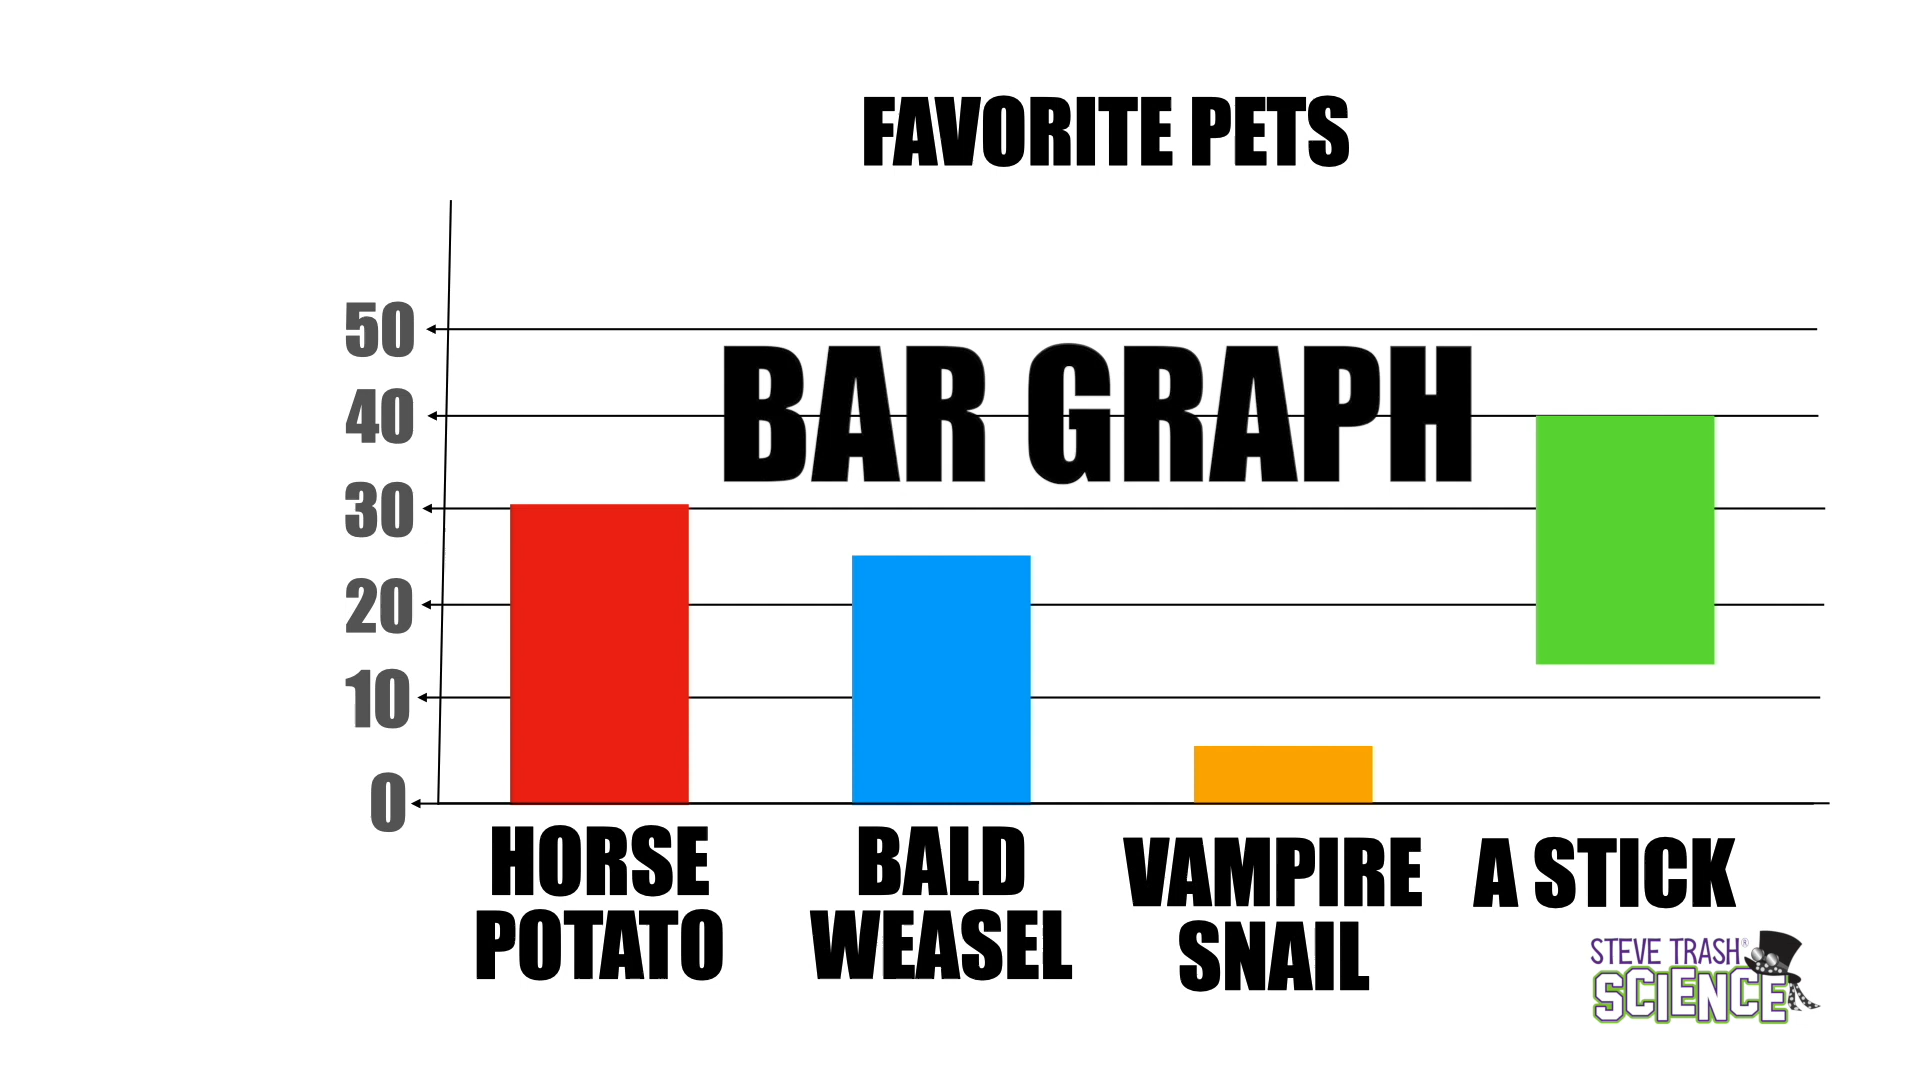 FAVORITE PETS
50
BAR GRAPH
40
30
20
10
0
HORSE
POTATO
BALD
WEASEL
VAMPIRE
SNAIL
A STICK
STEVE TRASH®
SCIENCE